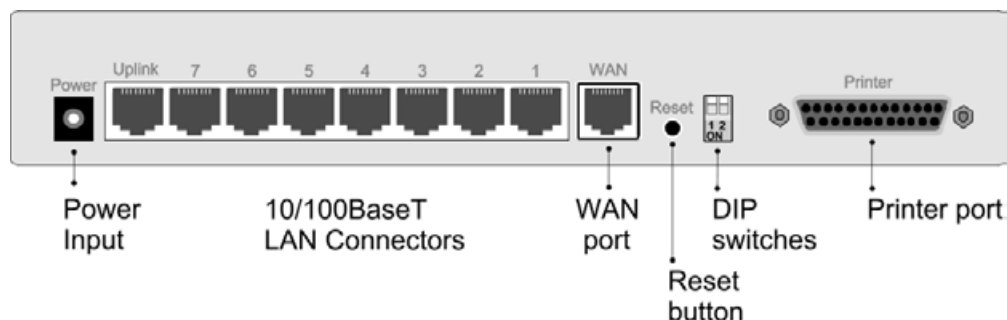 Power
Uplink 7 6 5 4 3 2 1
WAN
Reset
1 2
ON
Printer
Power
Input
10/100BaseT
LAN Connectors
WAN
port
Reset
button
DIP
switches
Printer port